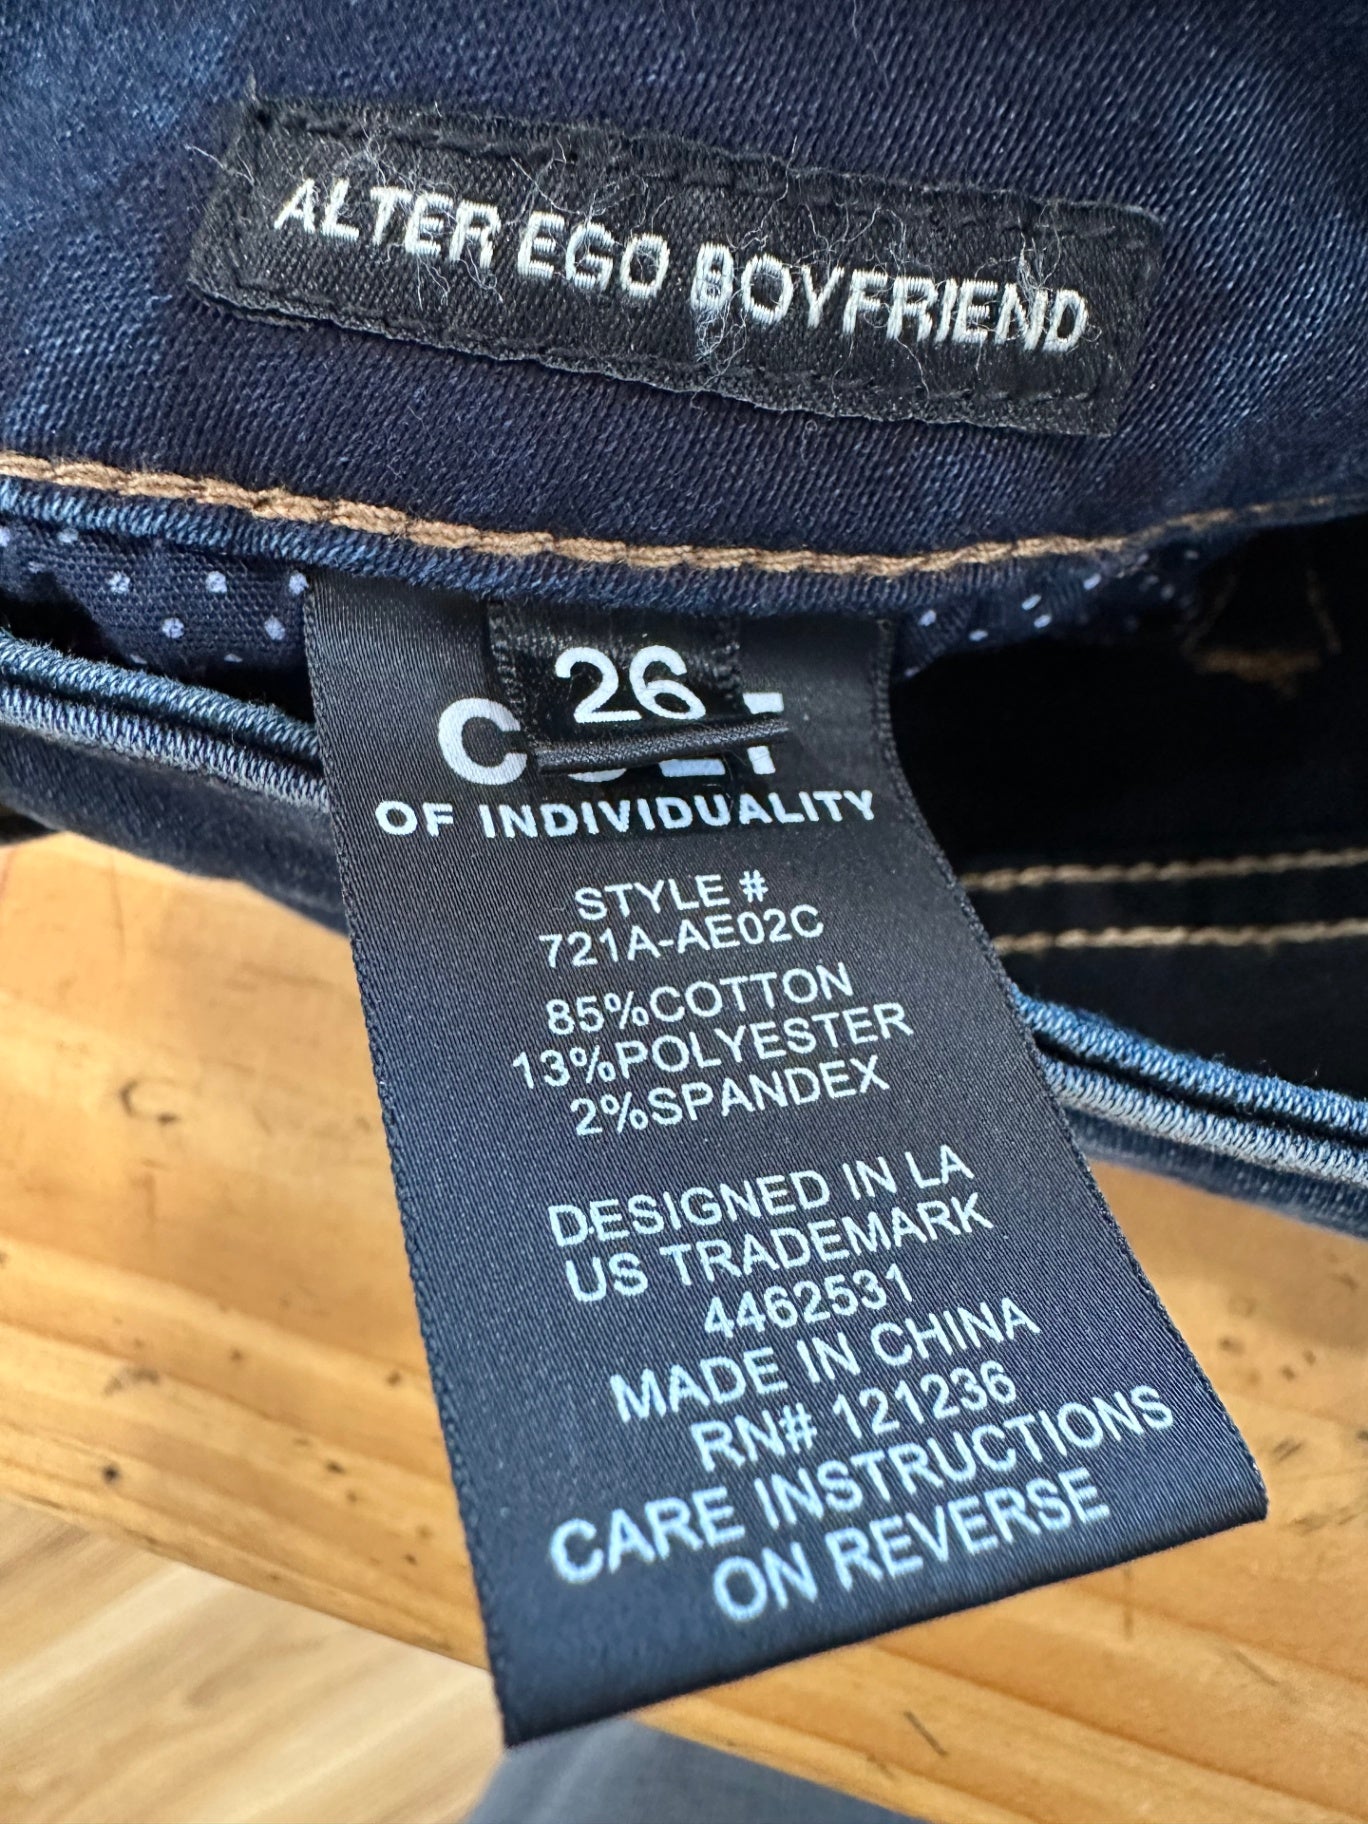 ALTER EGO BOYFRIEND
26
OF INDIVIDUALITY
STYLE #
721A-AE02C
85%COTTON
13%POLYESTER
2%SPANDEX
DESIGNED IN LA
US TRADEMARK
4462531
MADE IN CHINA
RN# 121236
CARE INSTRUCTIONS
ON REVERSE